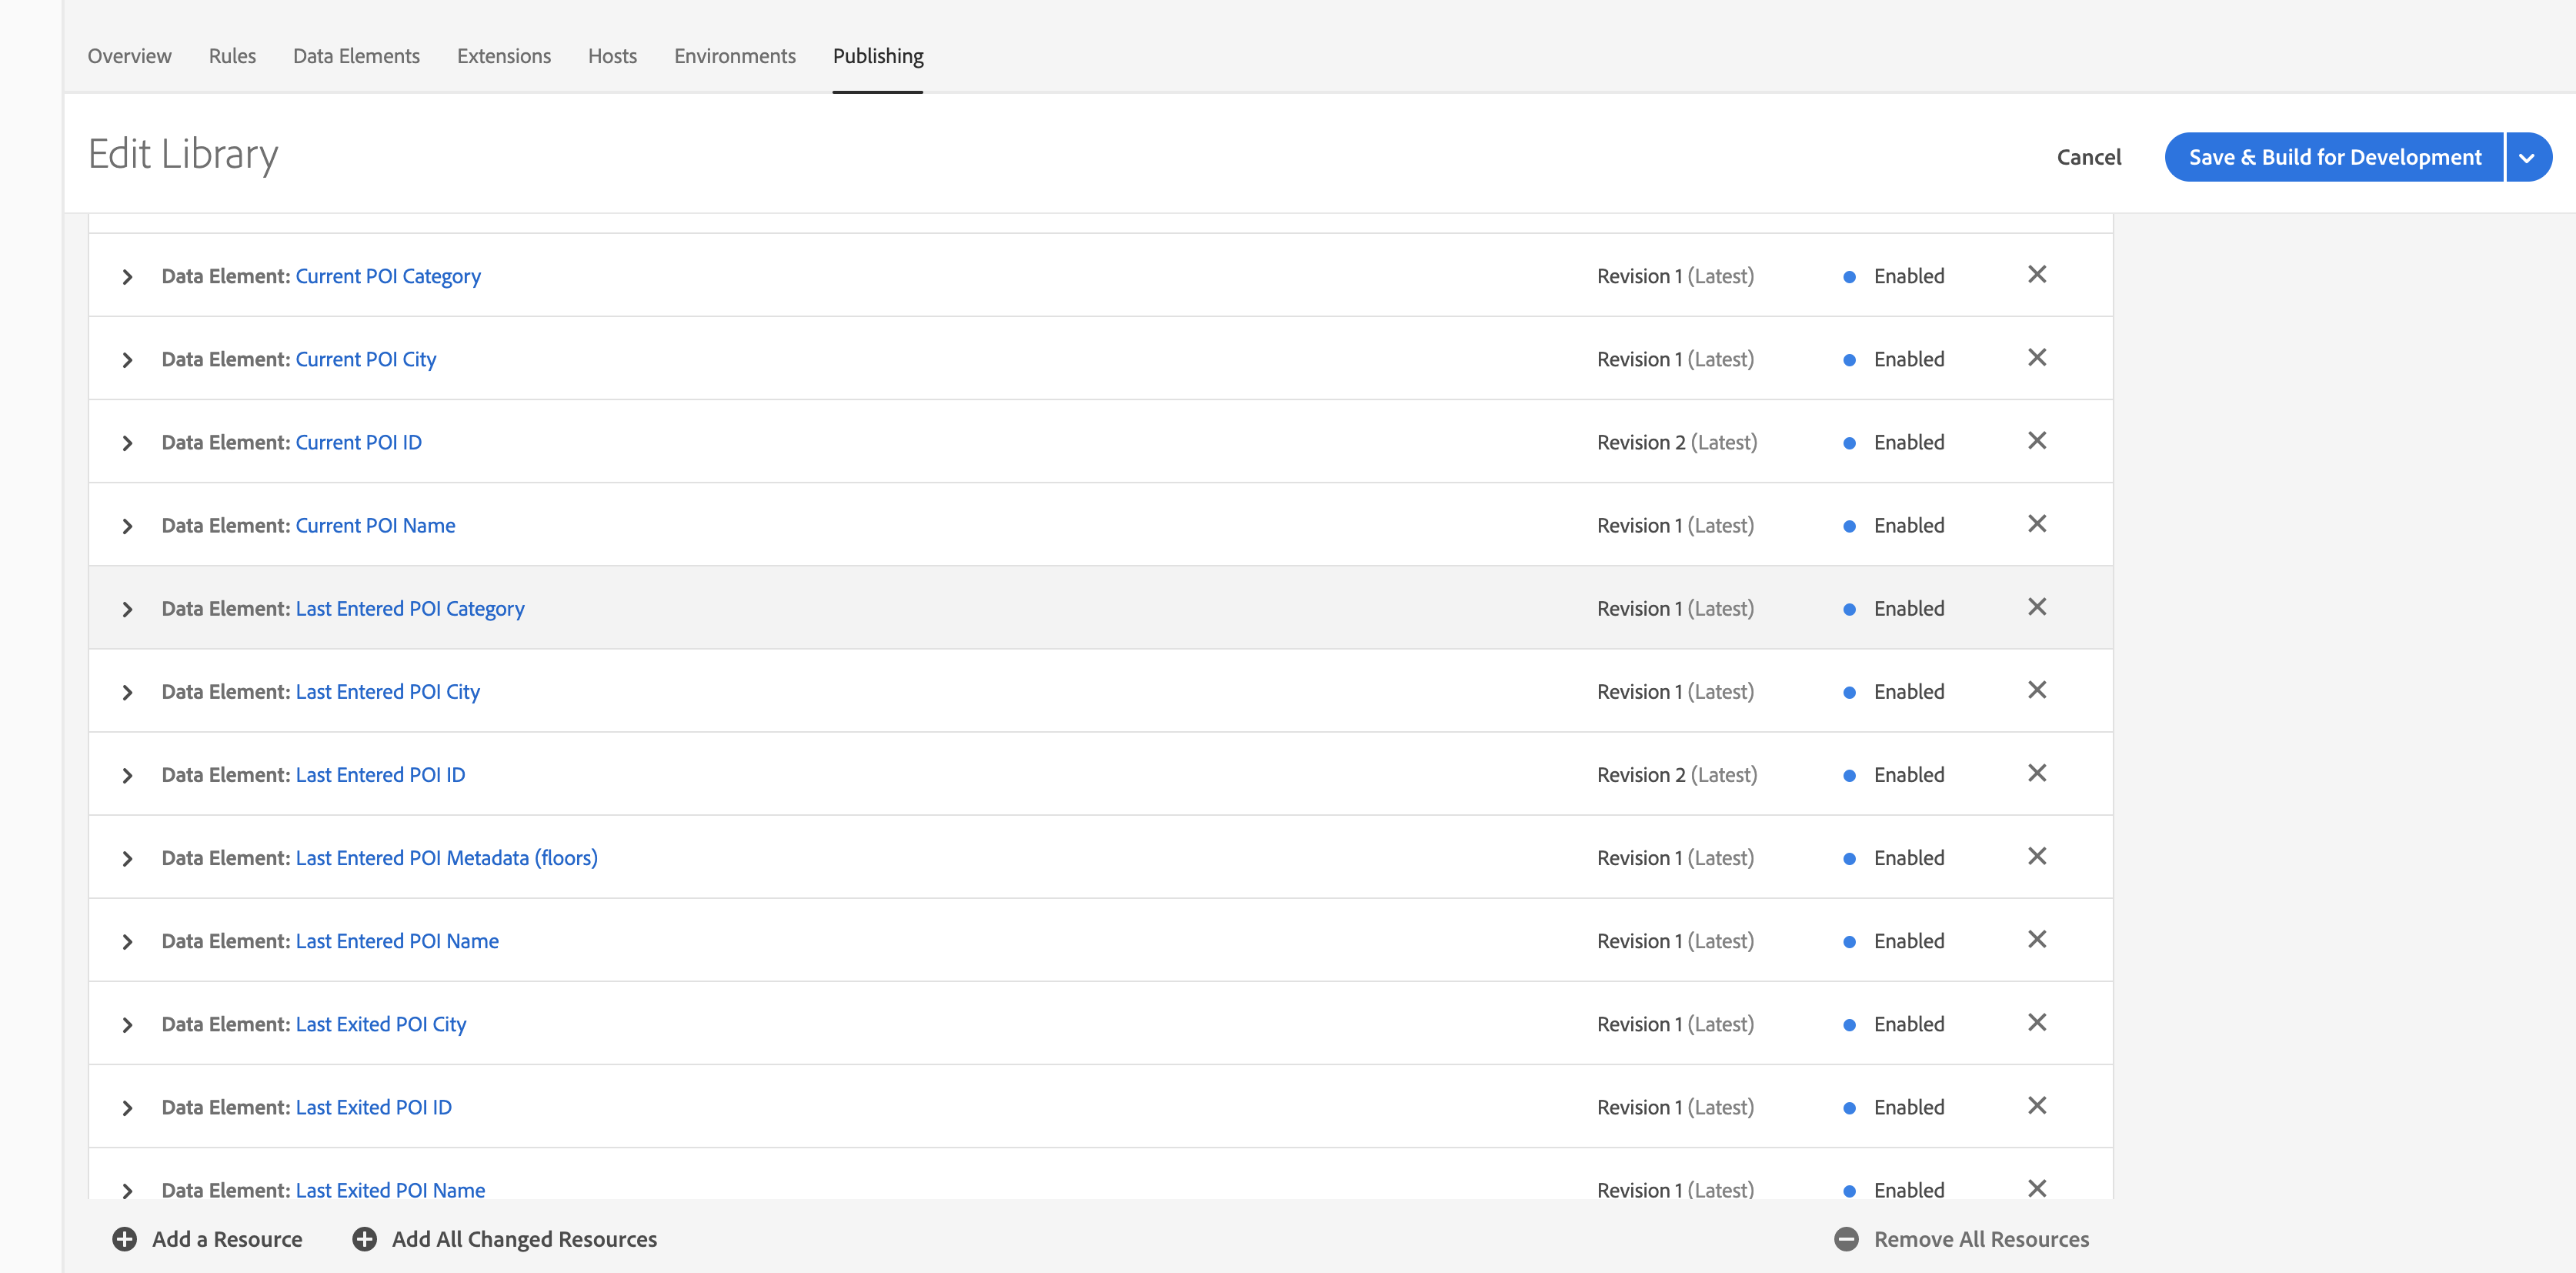 Overview Rules Data Elements Extensions Hosts Environments Publishing
Edit Library
Cancel
Save & Build for Development
Data Element: Current POI Category Revision 1 (Latest) Enabled
Data Element: Current POI City Revision 1 (Latest) Enabled
Data Element: Current POI ID Revision 2 (Latest) Enabled
Data Element: Current POI Name Revision 1 (Latest) Enabled
Data Element: Last Entered POI Category Revision 1 (Latest) Enabled
Data Element: Last Entered POI City Revision 1 (Latest) Enabled
Data Element: Last Entered POI ID Revision 2 (Latest) Enabled
Data Element: Last Entered POI Metadata (floors) Revision 1 (Latest) Enabled
Data Element: Last Entered POI Name Revision 1 (Latest) Enabled
Data Element: Last Exited POI City Revision 1 (Latest) Enabled
Data Element: Last Exited POI ID Revision 1 (Latest) Enabled
Data Element: Last Exited POI Name Revision 1 (Latest) Enabled
Add a Resource Add All Changed Resources Remove All Resources